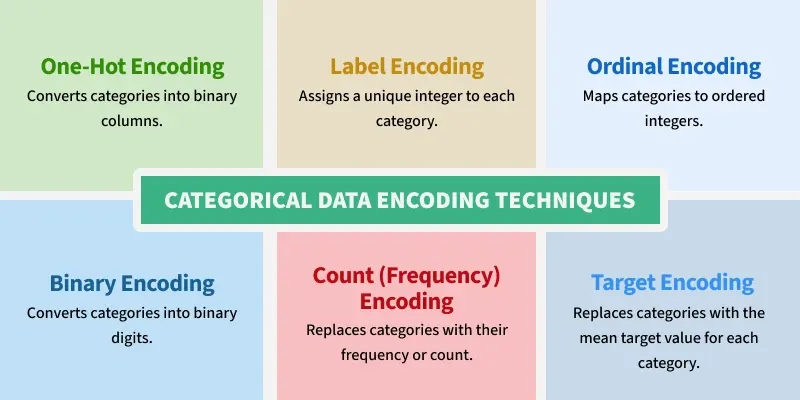 One-Hot Encoding
Converts categories into binary
columns.
Label Encoding
Assigns a unique integer to each
category.
Ordinal Encoding
Maps categories to ordered
integers.
CATEGORICAL DATA ENCODING TECHNIQUES
Binary Encoding
Converts categories into binary
digits.
Count (Frequency)
Encoding
Replaces categories with their
frequency or count.
Target Encoding
Replaces categories with the
mean target value for each
category.